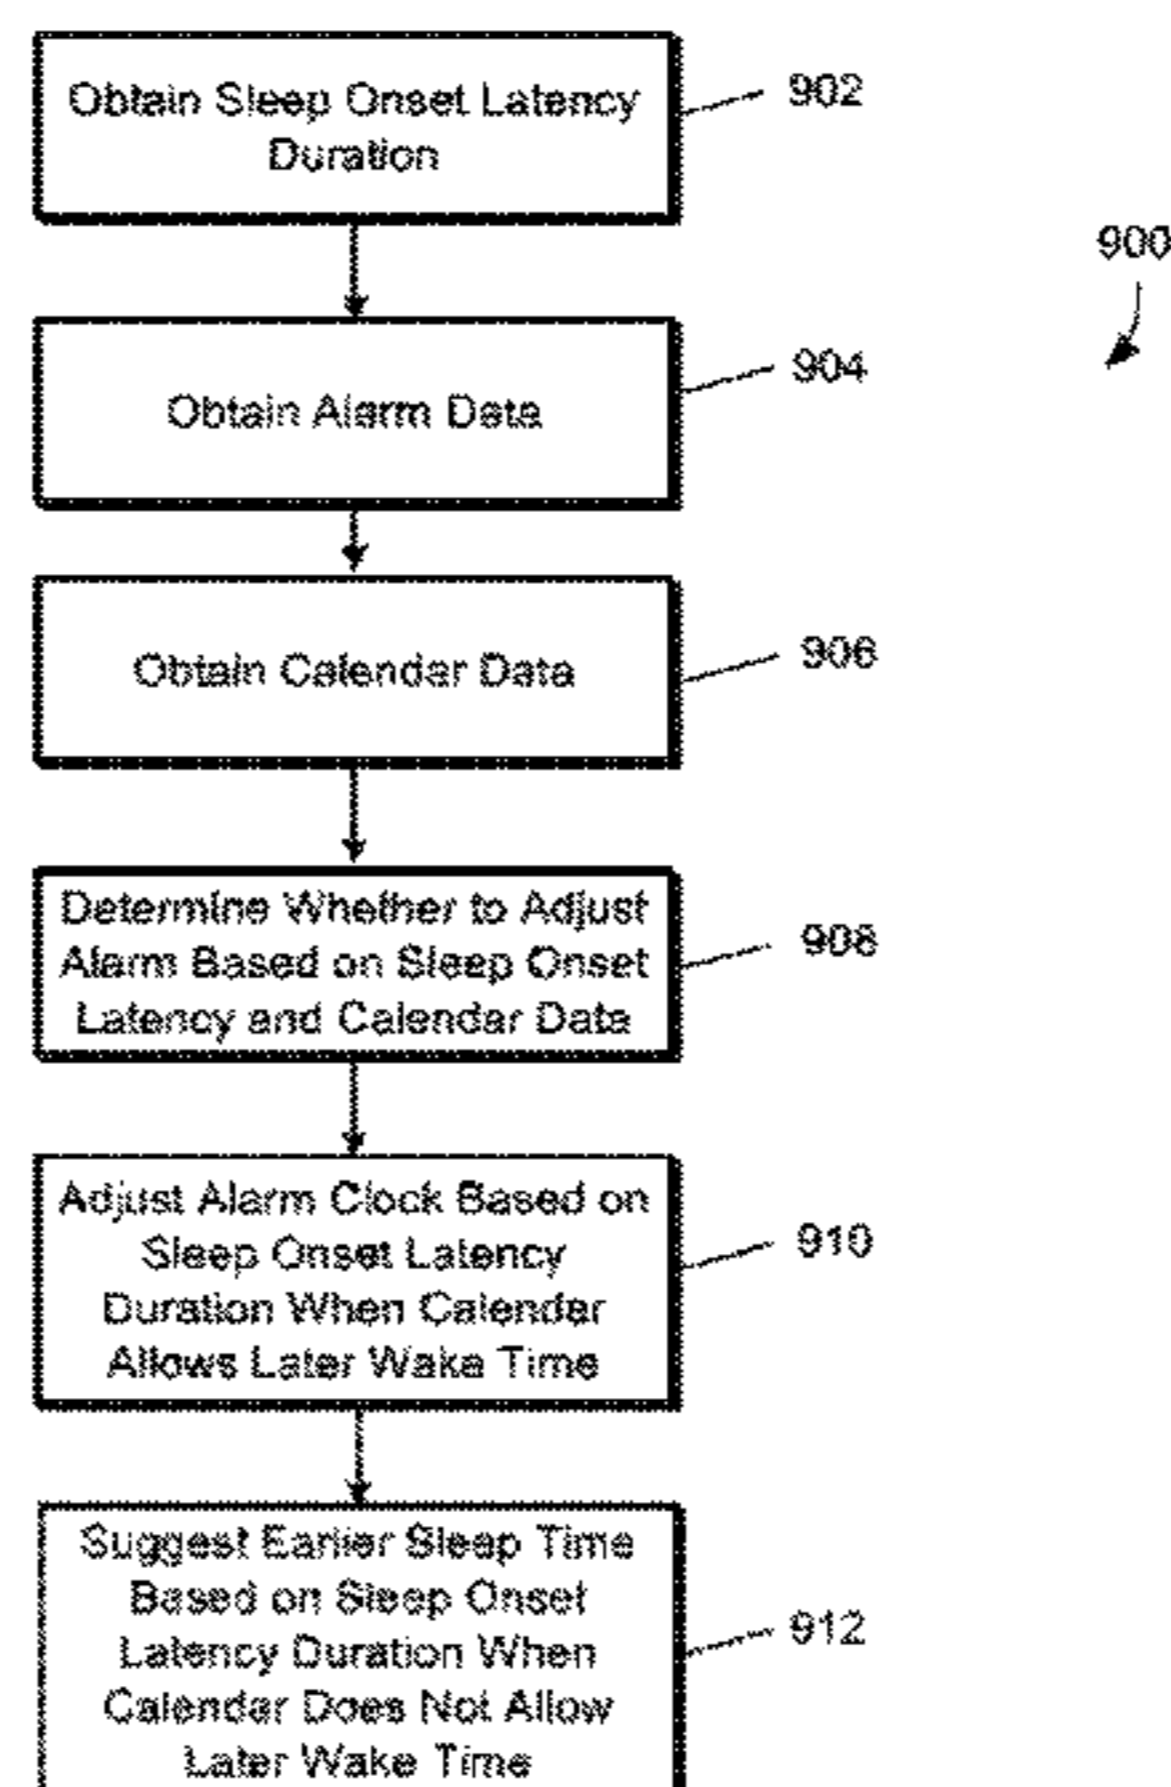 Obtain Sleep Onset Latency
Duration
902
900
Obtain Alarm Data
904
Obtain Calendar Data
906
Determine Whether to Adjust
Alarm Based on Sleep Onset
Latency and Calendar Data
908
Adjust Alarm Clock Based on
Sleep Onset Latency
Duration When Calendar
Allows Later Wake Time
910
Suggest Earlier Sleep Time
Based on Sleep Onset
Latency Duration When
Calendar Does Not Allow
Later Wake Time
912